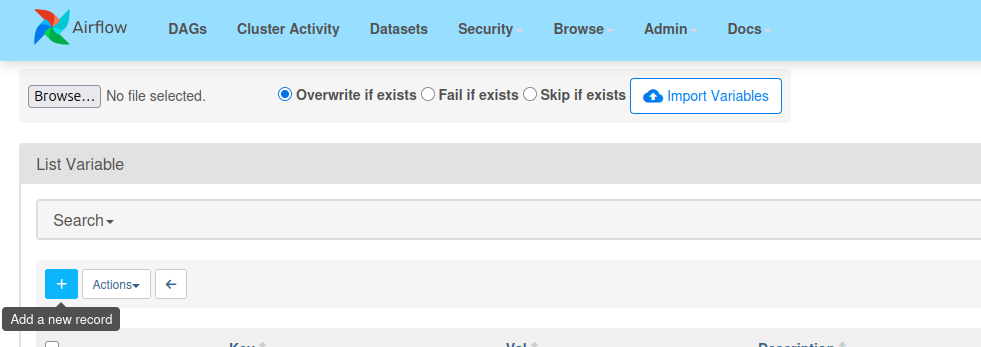 Airflow DAGs Cluster Activity Datasets Security Browse Admin Docs
Browse... No file selected. Overwrite if exists Fail if exists Skip if exists Import Variables
List Variable
Search
+ Actions ←
Add a new record
Key Val Description